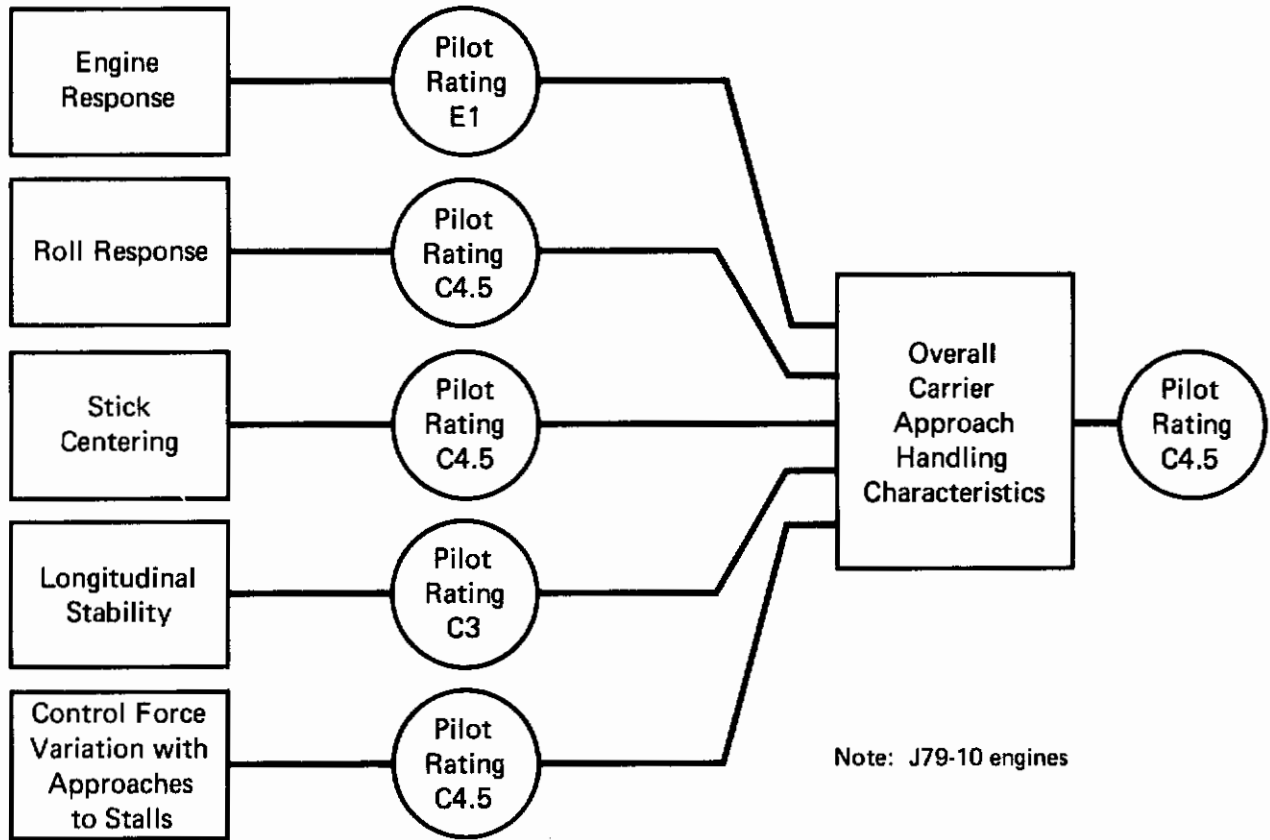 Engine
Response
Pilot
Rating
E1
Roll Response
Pilot
Rating
C4.5
Stick
Centering
Pilot
Rating
C4.5
Longitudinal
Stability
Pilot
Rating
C3
Control Force
Variation with
Approaches
to Stalls
Pilot
Rating
C4.5
Overall
Carrier
Approach
Handling
Characteristics
Pilot
Rating
C4.5
Note: J79-10 engines